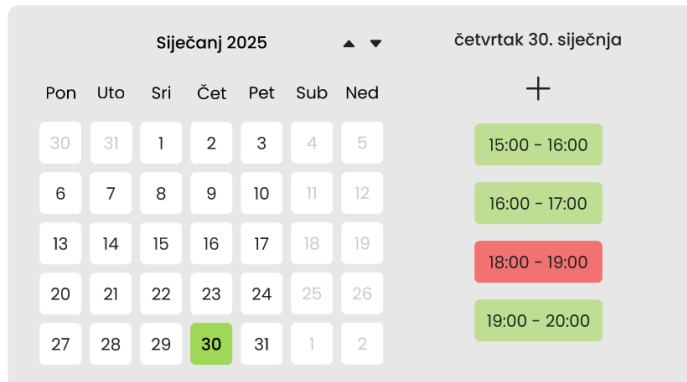 Siječanj 2025
Pon Uto Sri Čet Pet Sub Ned
30 31 1 2 3 4 5
6 7 8 9 10 11 12
13 14 15 16 17 18 19
20 21 22 23 24 25 26
27 28 29 30 31 1 2
četvrtak 30. siječnja
+
15:00 - 16:00
16:00 - 17:00
18:00 - 19:00
19:00 - 20:00